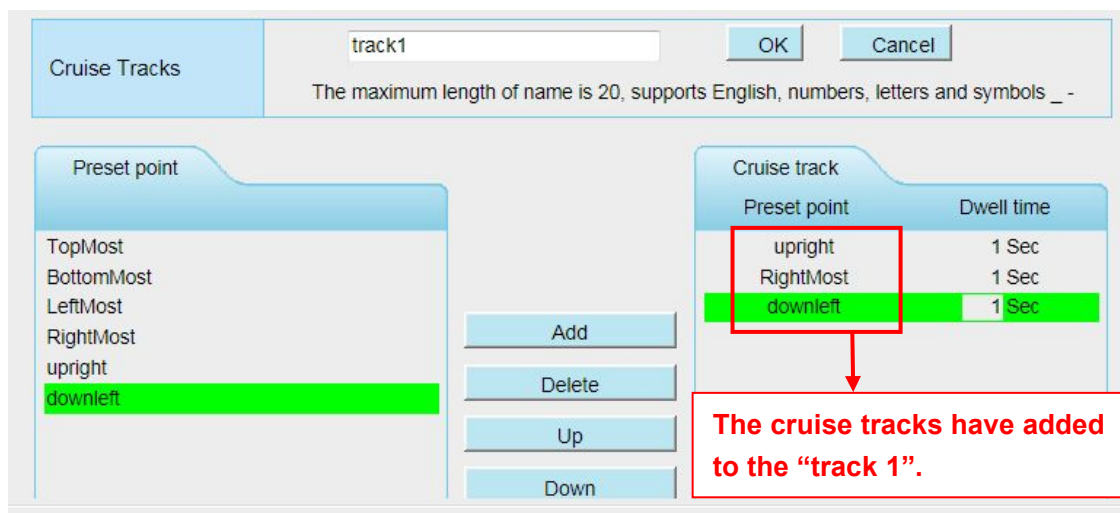 Cruise Tracks
track1
OK
Cancel
The maximum length of name is 20, supports English, numbers, letters and symbols _ -
Preset point
TopMost
BottomMost
LeftMost
RightMost
upright
downleft
Add
Delete
Up
Down
Cruise track
Preset point Dwell time
upright 1 Sec
RightMost 1 Sec
downleft 1 Sec
The cruise tracks have added
to the “track 1”.